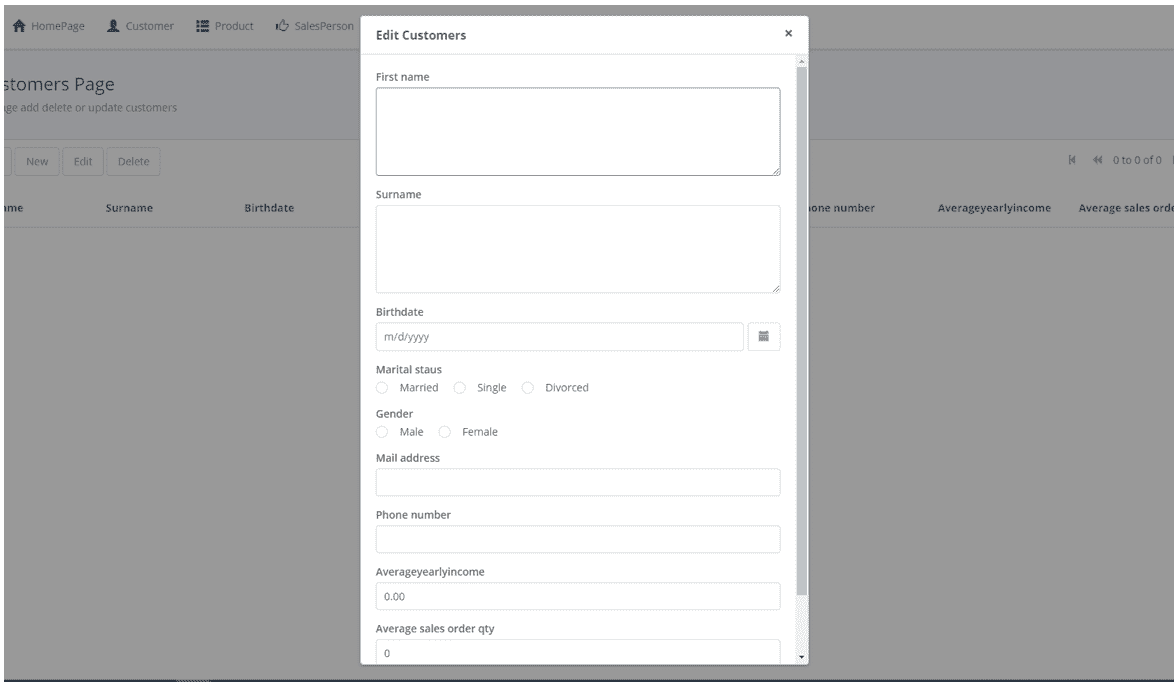 HomePage Customer Product SalesPerson
Edit Customers ×
stomers Page
ge add delete or update customers
New Edit Delete
0 to 0 of 0
me Surname Birthdate
one number Averageyearlyincome Average sales orde
First name
Surname
Birthdate
m/d/yyyy
Marital staus
Married Single Divorced
Gender
Male Female
Mail address
Phone number
Averageyearlyincome
0.00
Average sales order qty
0